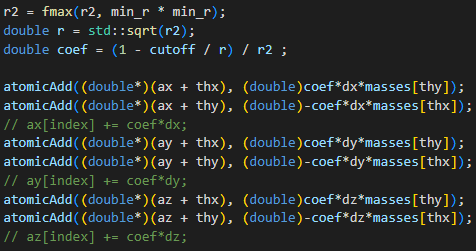 r2 = fmax(r2, min_r * min_r);
double r = std::sqrt(r2);
double coef = (1 - cutoff / r) / r2 ;
atomicAdd((double*)(ax + thx), (double)coef*dx*masses[thy]);
atomicAdd((double*)(ax + thy), (double)-coef*dx*masses[thx]);
// ax[index] += coef*dx;
atomicAdd((double*)(ay + thx), (double)coef*dy*masses[thy]);
atomicAdd((double*)(ay + thy), (double)-coef*dy*masses[thx]);
// ay[index] += coef*dy;
atomicAdd((double*)(az + thx), (double)coef*dz*masses[thy]);
atomicAdd((double*)(az + thy), (double)-coef*dz*masses[thx]);
// az[index] += coef*dz;